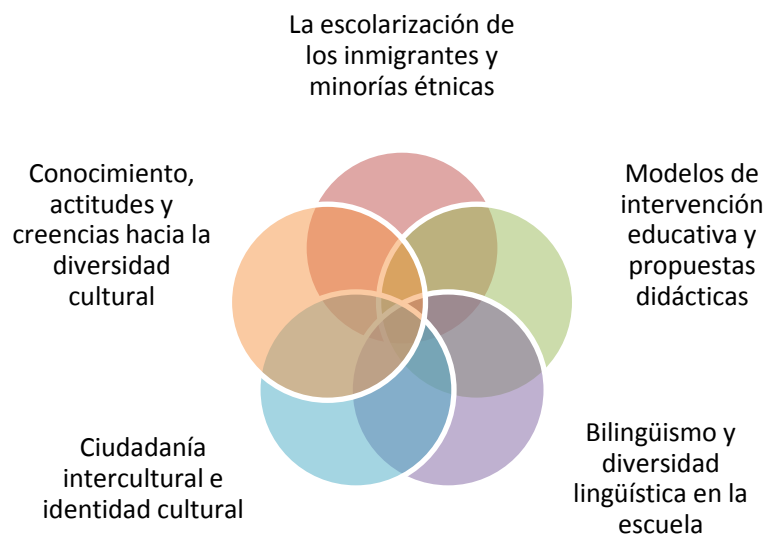 La escolarización de
los inmigrantes y
minorías étnicas
Modelos de
intervención
educativa y
propuestas
didácticas
Bilingüismo y
diversidad
lingüística en la
escuela
Ciudadanía
intercultural e
identidad cultural
Conocimiento,
actitudes y
creencias hacia la
diversidad
cultural